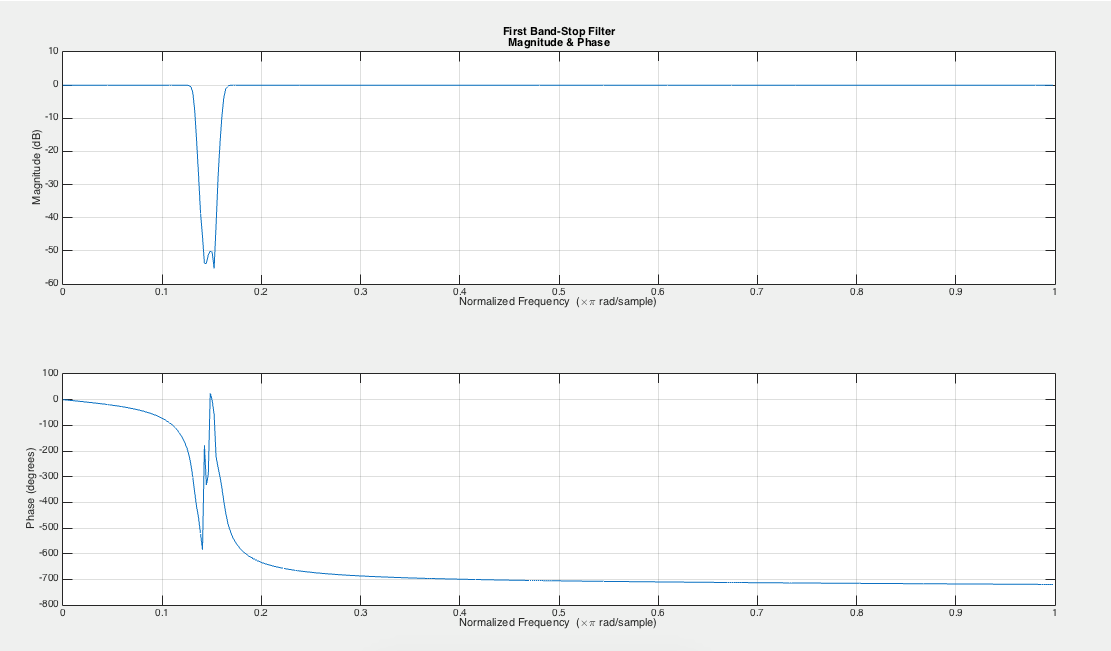 First Band-Stop Filter
Magnitude & Phase
10
0
-10
-20
-30
-40
-50
-60
Magnitude (dB)
0 0.1 0.2 0.3 0.4 0.5 0.6 0.7 0.8 0.9 1
Normalized Frequency (×π rad/sample)
100
0
-100
-200
-300
-400
-500
-600
-700
-800
Phase (degrees)
0 0.1 0.2 0.3 0.4 0.5 0.6 0.7 0.8 0.9 1
Normalized Frequency (×π rad/sample)